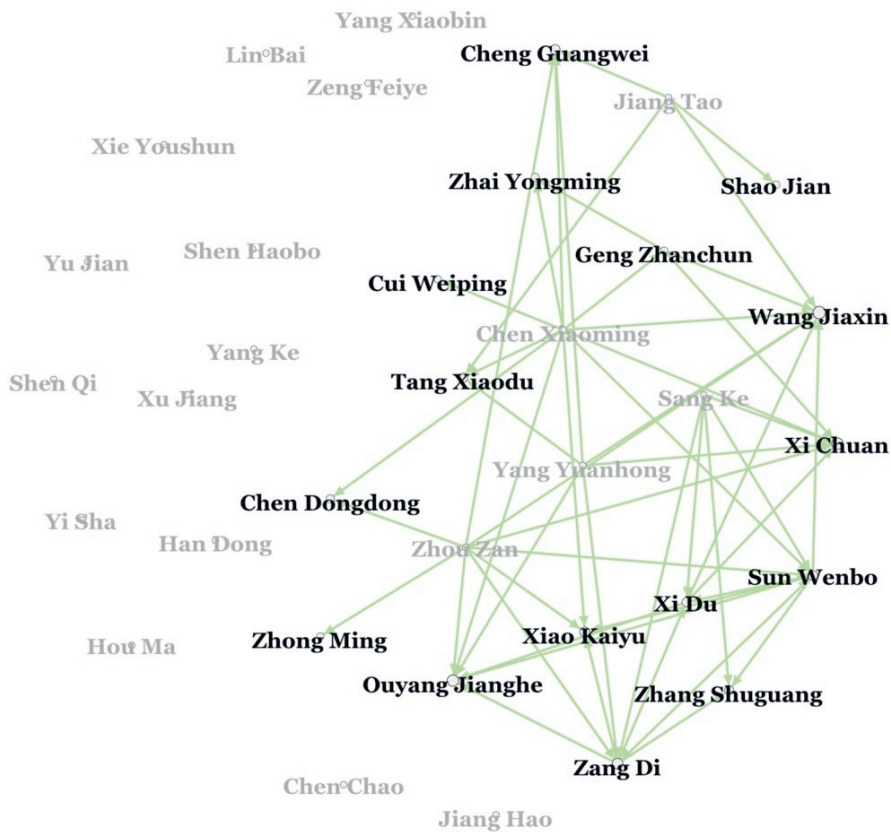 Yang Xiaobin
Cheng Guangwei
Lin Bai
Zeng Feiye
Jiang Tao
Xie Youshun
Zhai Yongming
Shao Jian
Shen Haobo
Geng Zhanchun
Yu Jian
Cui Weiping
Wang Jiaxin
Chen Xiaoming
Yang Ke
Shen Qi
Tang Xiaodu
Xu Jiang
Sang Ke
Xi Chuan
Yang Yuanhong
Chen Dongdong
Yi Sha
Han Dong
Zhou Zan
Sun Wenbo
Xi Du
Hou Ma
Zhong Ming
Xiao Kaiyu
Ouyang Jianghe
Zhang Shuguang
Zang Di
Chen Chao
Jiang Hao